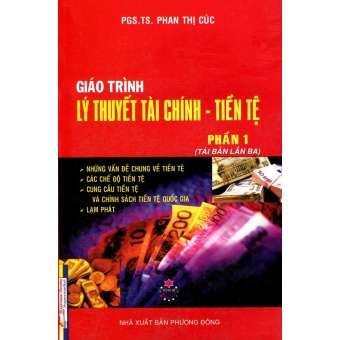 PGS.TS. PHAN THỊ CÚC
GIÁO TRÌNH
LÝ THUYẾT TÀI CHÍNH - TIỀN TỆ
PHẦN 1
(TÁI BẢN LẦN BA)
NHỮNG VẤN ĐỀ CHUNG VỀ TIỀN TỆ
CÁC CHẾ ĐỘ TIỀN TỆ
CUNG CẦU TIỀN TỆ
VÀ CHÍNH SÁCH TIỀN TỆ QUỐC GIA
LẠM PHÁT
NHÀ XUẤT BẢN PHƯƠNG ĐÔNG